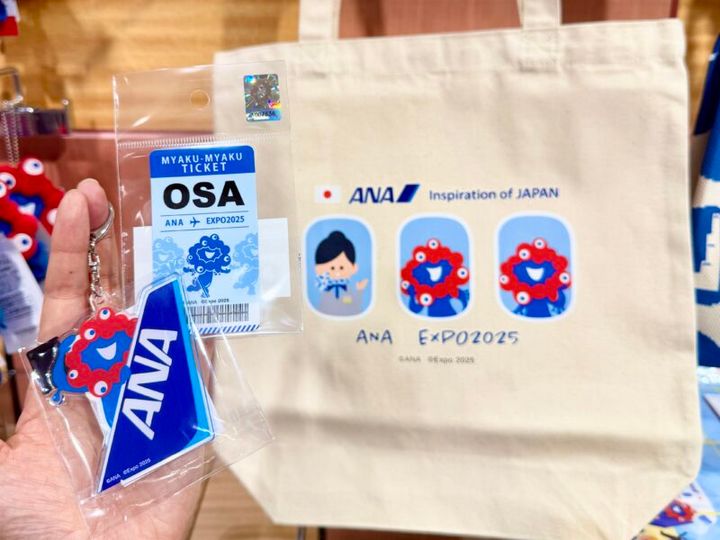 MYAKU-MYAKU
TICKET
OSA
ANA ✈ EXPO2025
©ANA ©Expo 2025
ANA
©ANA ©Expo 2025
ANA Inspiration of JAPAN
ANA EXPO2025
©ANA ©Expo 2025